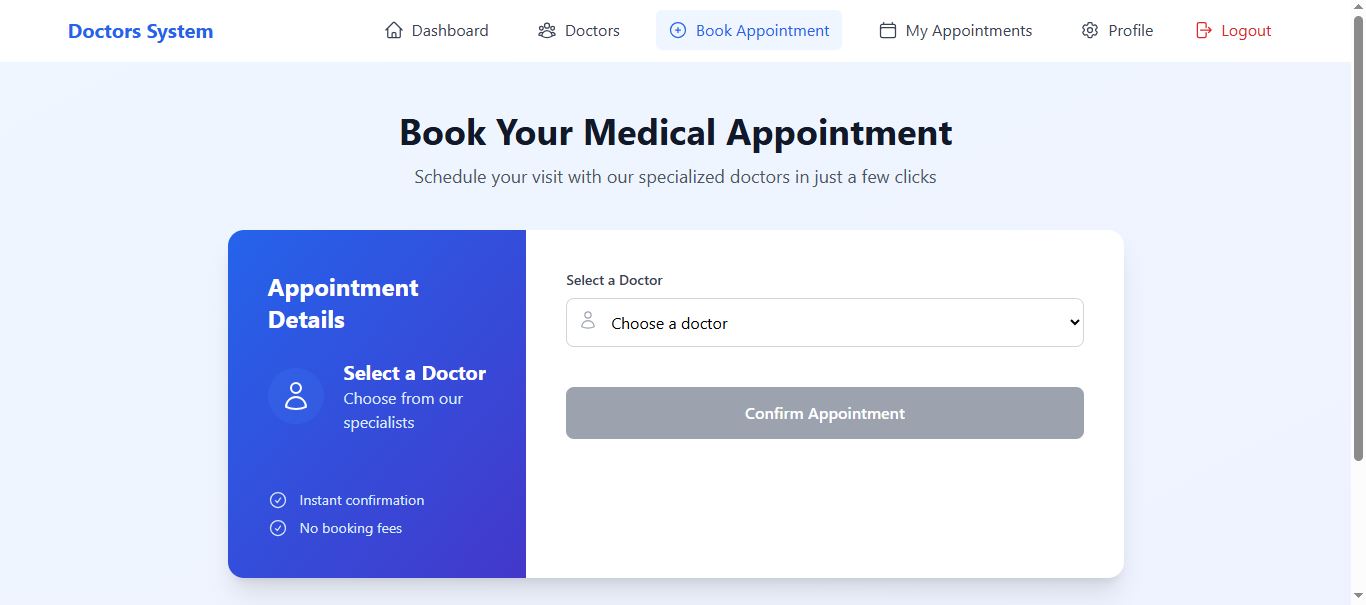 Doctors System
Dashboard
Doctors
Book Appointment
My Appointments
Profile
Logout
Book Your Medical Appointment
Schedule your visit with our specialized doctors in just a few clicks
Appointment
Details
Select a Doctor
Choose from our
specialists
Instant confirmation
No booking fees
Select a Doctor
Choose a doctor
Confirm Appointment